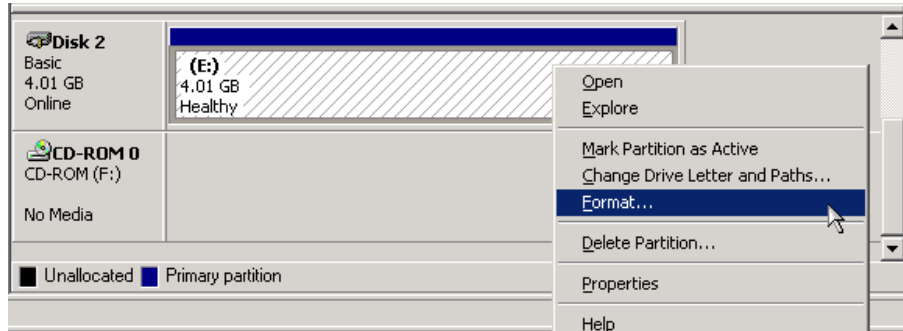 Disk 2
Basic
4.01 GB
Online
(E:)
4.01 GB
Healthy
CD-ROM 0
CD-ROM (F:)
No Media
Unallocated Primary partition
Open
Explore
Mark Partition as Active
Change Drive Letter and Paths...
Format...
Delete Partition...
Properties
Help